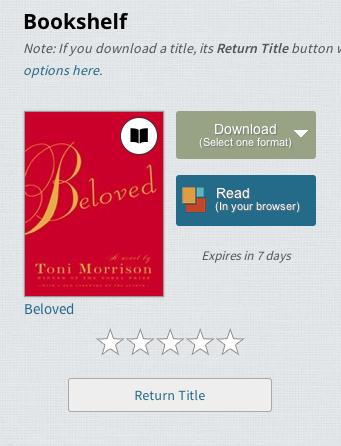 Bookshelf
Note: If you download a title, its Return Title button
options here.
Beloved
A novel by
Toni Morrison
WINNER OF THE NOBEL PRIZE
WITH A NEW FOREWORD BY THE AUTHOR
Download
(Select one format)
Read
(In your browser)
Expires in 7 days
Beloved
Return Title